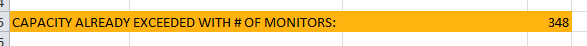 CAPACITY ALREADY EXCEEDED WITH # OF MONITORS: 348